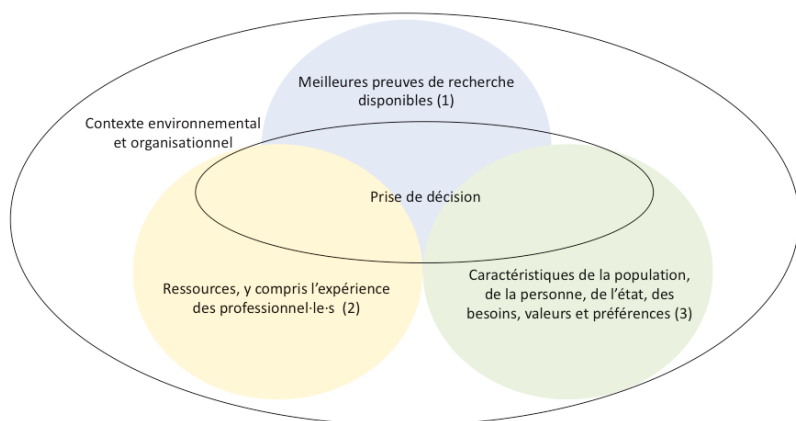 Meilleures preuves de recherche
disponibles (1)
Contexte environnemental
et organisationnel
Prise de décision
Ressources, y compris l’expérience
des professionnel·le·s (2)
Caractéristiques de la population,
de la personne, de l’état, des
besoins, valeurs et préférences (3)